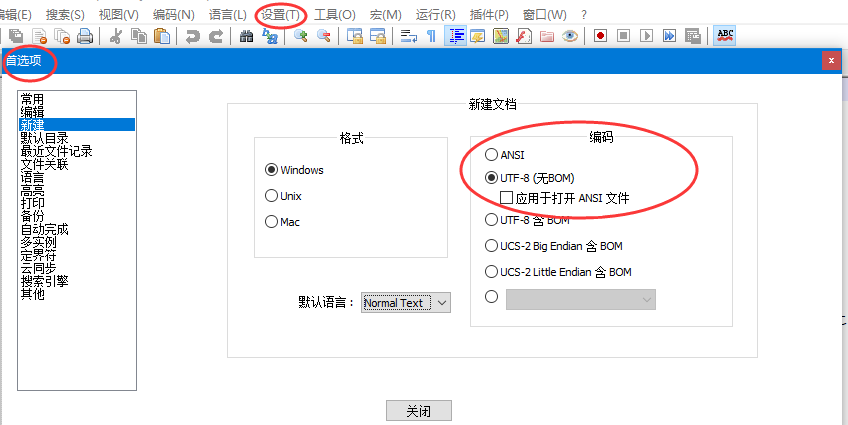 编辑(E) 搜索(S) 视图(V) 编码(N) 语言(L) 设置(T) 工具(O) 宏(M) 运行(R) 插件(P) 窗口(W) ?
ABC
首选项
x
常用
编辑
新建
默认目录
最近文件记录
文件关联
语言
高亮
打印
备份
自动完成
多实例
定界符
云同步
搜索引擎
其他
新建文档
格式
Windows
Unix
Mac
默认语言： Normal Text
编码
ANSI
UTF-8 (无BOM)
应用于打开 ANSI 文件
UTF-8 含 BOM
UCS-2 Big Endian 含 BOM
UCS-2 Little Endian 含 BOM
关闭